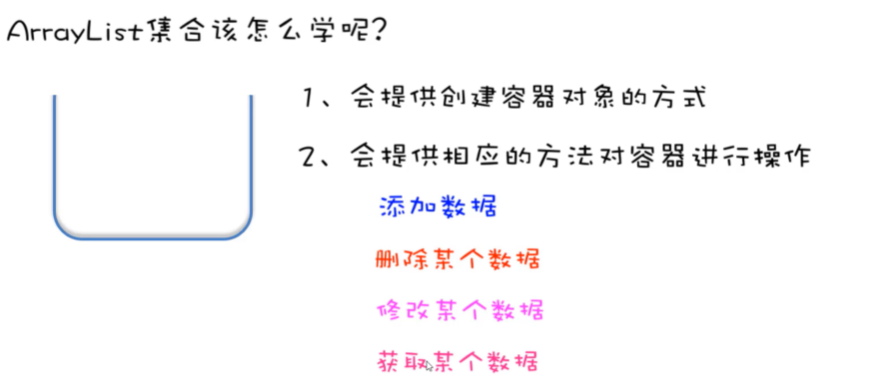 ArrayList集合该怎么学呢?
1、会提供创建容器对象的方式
2、会提供相应的方法对容器进行操作
添加数据
删除某个数据
修改某个数据
获取某个数据